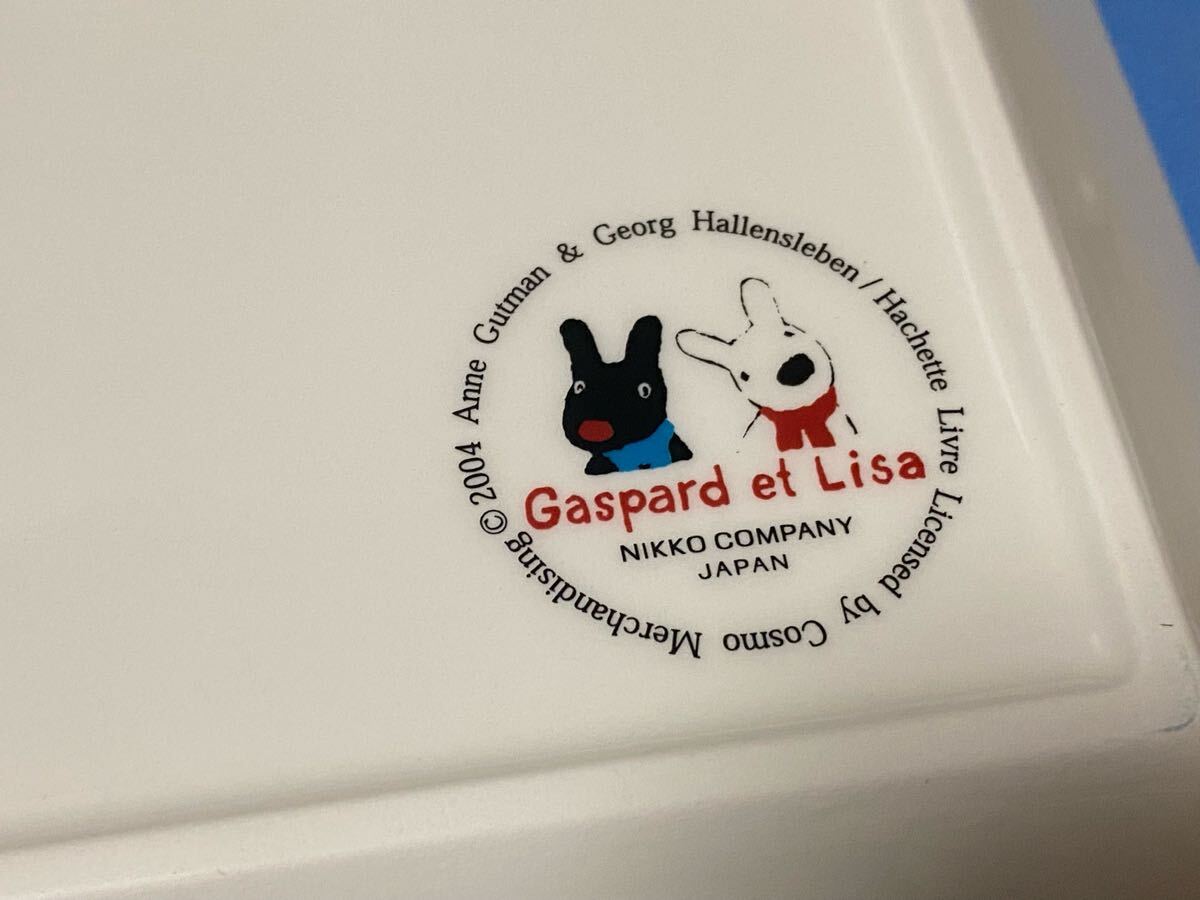 © 2004 Anne Gutman & Georg Hallensleben / Hachette Livre Licensed by Cosmo Merchandising
Gaspard et Lisa
NIKKO COMPANY
JAPAN